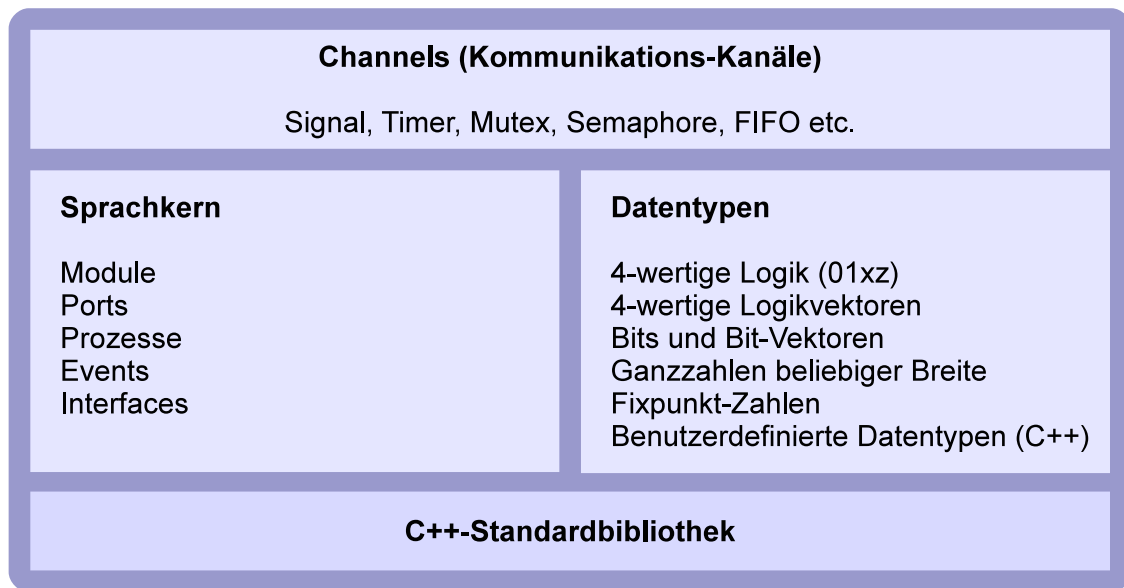 Channels (Kommunikations-Kanäle)
Signal, Timer, Mutex, Semaphore, FIFO etc.
Sprachkern
Module
Ports
Prozesse
Events
Interfaces
Datentypen
4-wertige Logik (01xz)
4-wertige Logikvektoren
Bits und Bit-Vektoren
Ganzzahlen beliebiger Breite
Fixpunkt-Zahlen
Benutzerdefinierte Datentypen (C++)
C++-Standardbibliothek